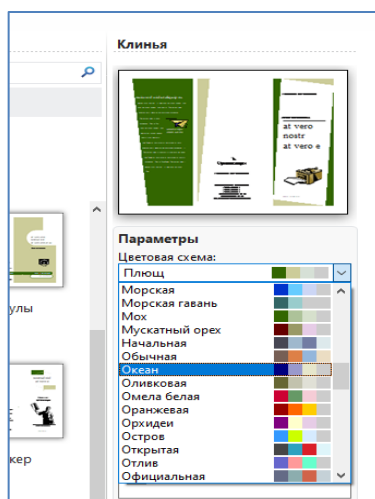 Клинья
at vero
nostr
at vero e
Параметры
Цветовая схема:
Плющ
Морская
Морская гавань
Мох
Мускатный орех
Начальная
Обычная
Океан
Оливковая
Омела белая
Оранжевая
Орхидеи
Остров
Открытая
Отлив
Официальная
улы
кер